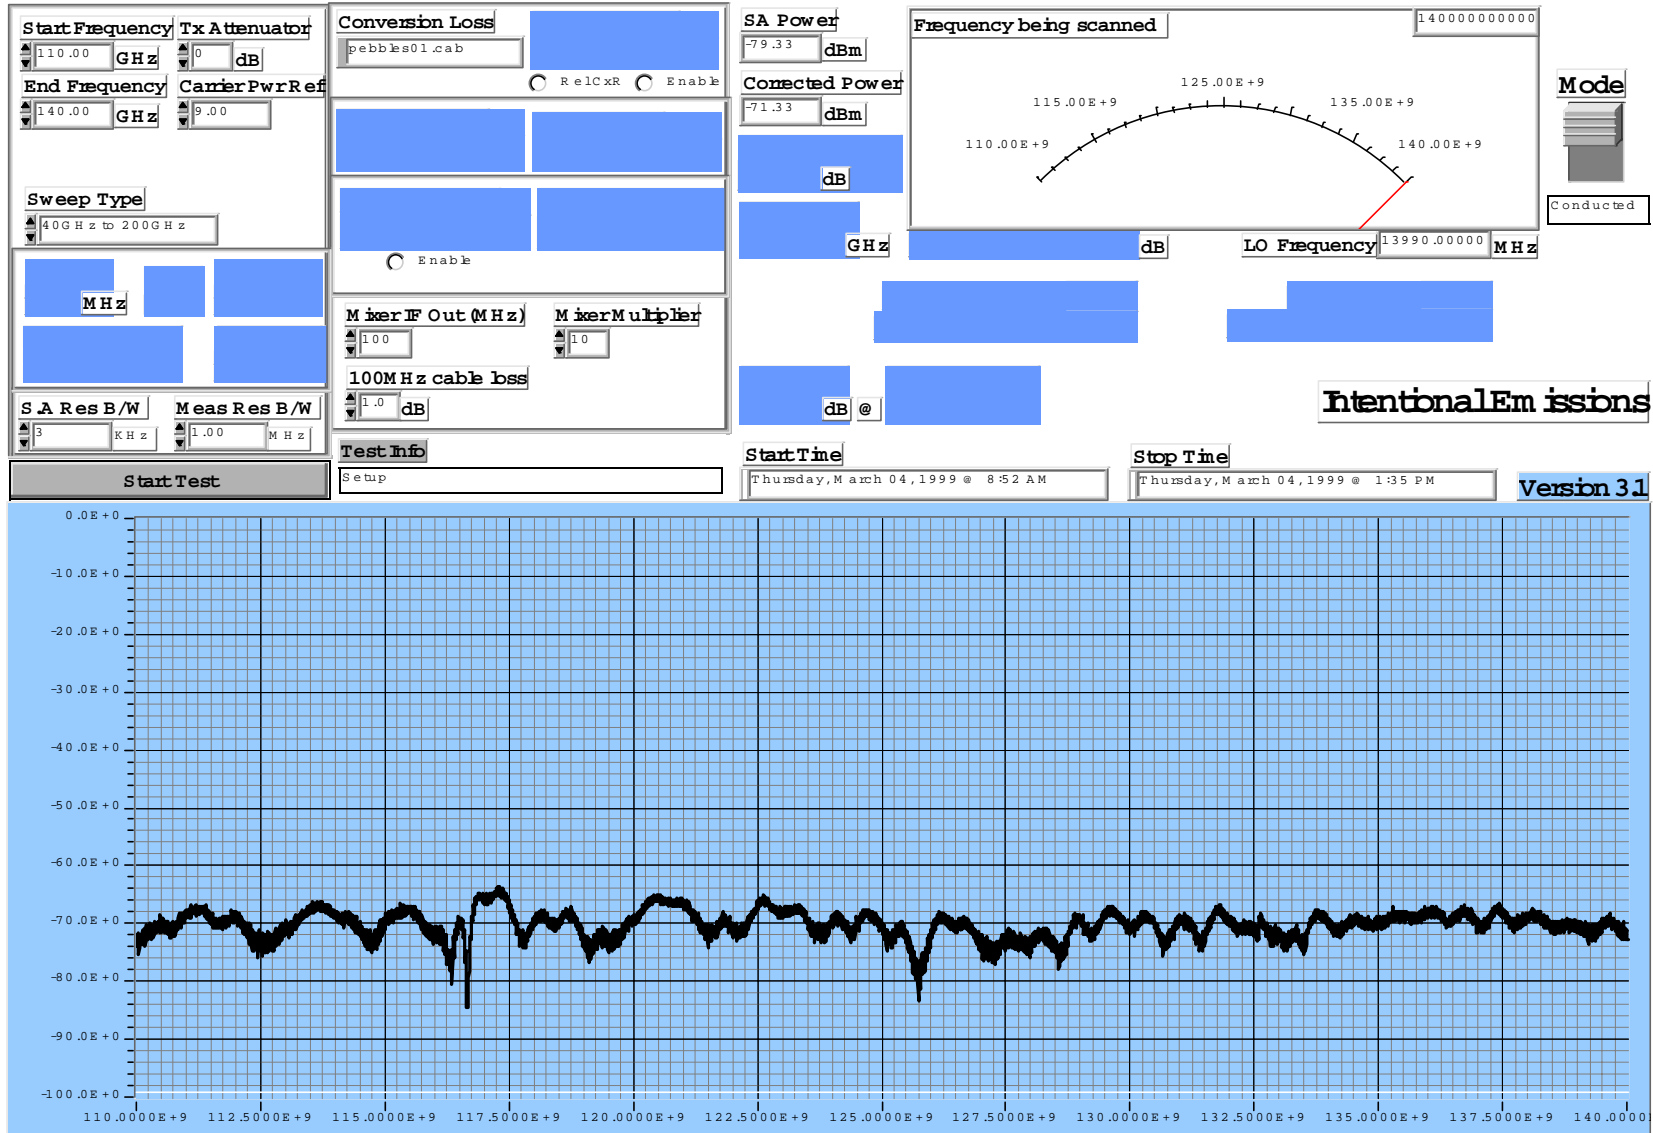 Start Frequency
110.00 GHz
Tx Attenuator
0 dB
End Frequency
140.00 GHz
Carrier Pwr Ref
9.00
Sweep Type
40GHz to 200GHz
MHz
S.A Res B/W
3 KHz
Meas Res B/W
1.00 MHz
Start Test
Conversion Loss
pebbles01.cab
Rel CxR
Enable
Enable
Mixer IF Out (MHz)
100
Mixer Multiplier
10
100MHz cable loss
1.0 dB
Test Info
Setup
SA Power
-79.33 dBm
Corrected Power
-71.33 dBm
dB
GHz
dB
dB @
Frequency being scanned
140000000000
110.00E+9
115.00E+9
125.00E+9
135.00E+9
140.00E+9
LO Frequency 13990.00000 MHz
Mode
Conducted
Intentional Emissions
Start Time
Thursday, March 04, 1999 @ 8:52 AM
Stop Time
Thursday, March 04, 1999 @ 1:35 PM
Version 3.1
0.0E+0
-10.0E+0
-20.0E+0
-30.0E+0
-40.0E+0
-50.0E+0
-60.0E+0
-70.0E+0
-80.0E+0
-90.0E+0
-100.0E+0
110.0000E+9 112.5000E+9 115.0000E+9 117.5000E+9 120.0000E+9 122.5000E+9 125.0000E+9 127.5000E+9 130.0000E+9 132.5000E+9 135.0000E+9 137.5000E+9 140.0000